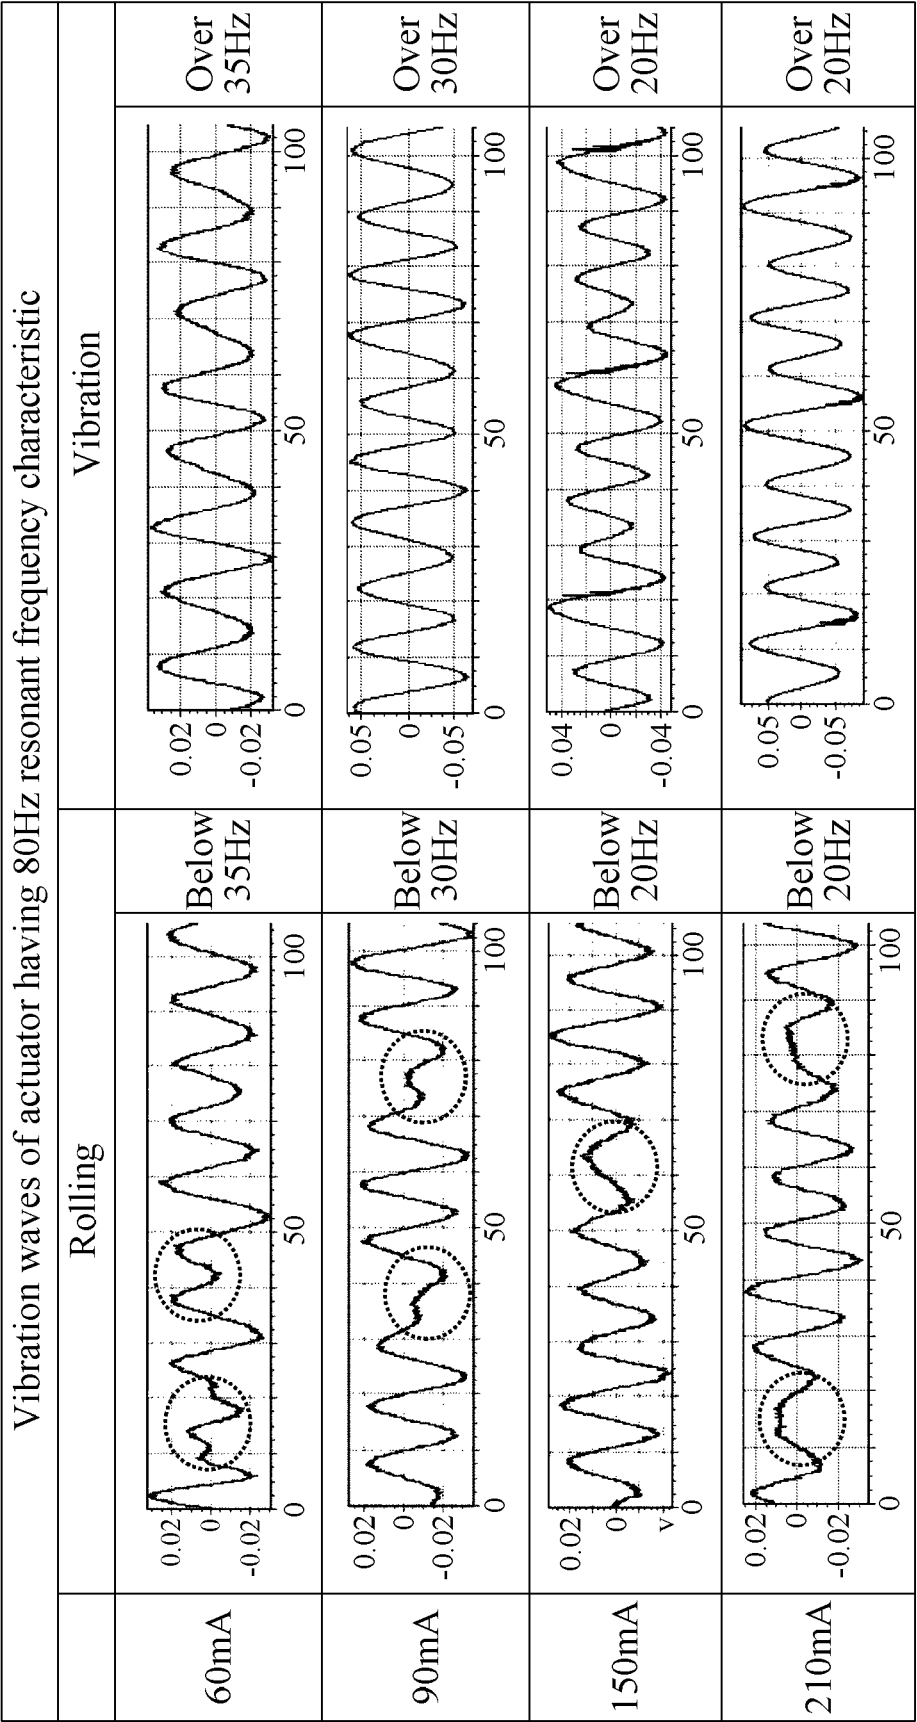 Vibration waves of actuator having 80Hz resonant frequency characteristic
Rolling
Vibration
60mA
0.02
0
-0.02
0
50
100
Below
35Hz
0.02
0
-0.02
0
50
100
Over
35Hz
90mA
0.02
0
-0.02
0
50
100
Below
30Hz
0.05
0
-0.05
0
50
100
Over
30Hz
150mA
0.02
0
v
0
50
100
Below
20Hz
0.04
0
-0.04
0
50
100
Over
20Hz
210mA
0.02
0
-0.02
0
50
100
Below
20Hz
0.05
0
-0.05
0
50
100
Over
20Hz